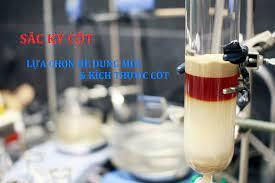 SẮC KÝ CỘT
LỰA CHỌN HỆ DUNG MÔI
& KÍCH THƯỚC CỘT